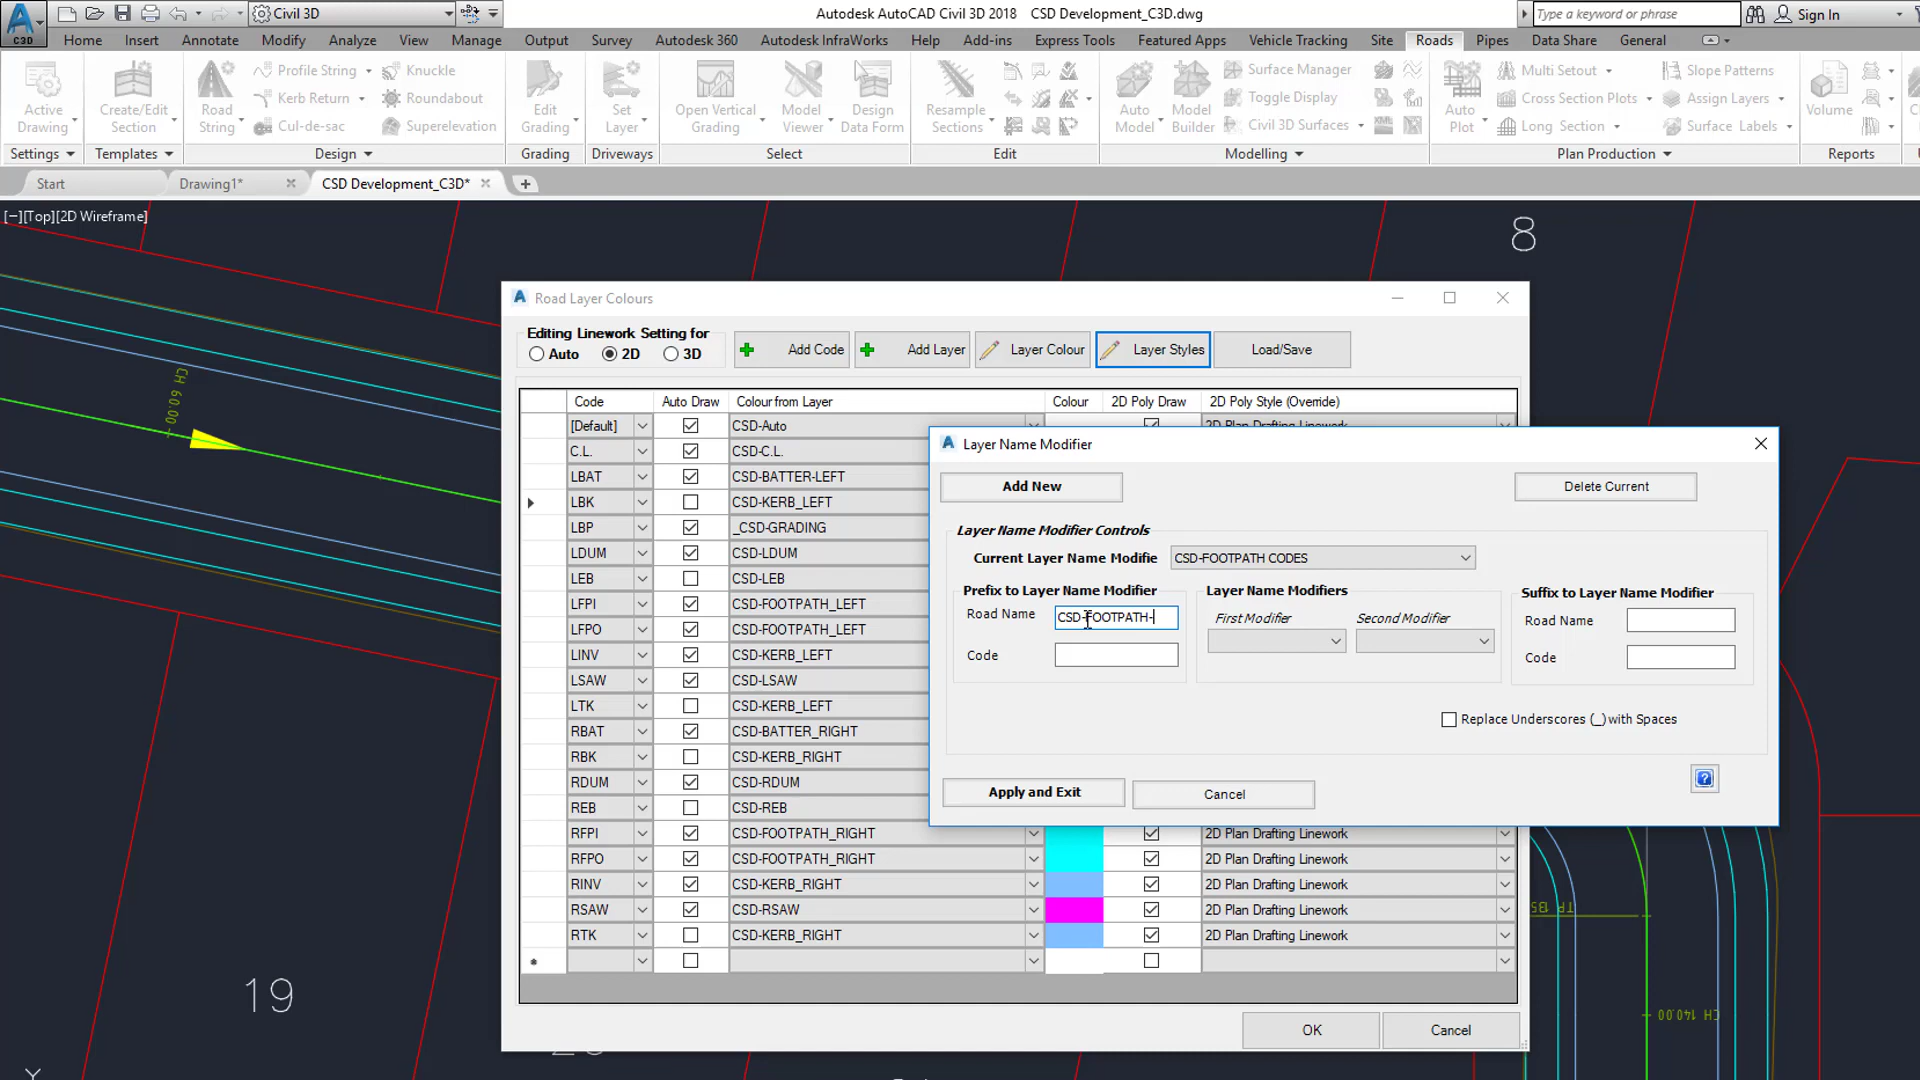 C3D
Civil 3D
Autodesk AutoCAD Civil 3D 2018 CSD Development_C3D.dwg
Type a keyword or phrase
Sign In
Home Insert Annotate Modify Analyze View Manage Output Survey Autodesk 360 Autodesk InfraWorks Help Add-ins Express Tools Featured Apps Vehicle Tracking Site Roads Pipes Data Share General
Active Drawing
Create/Edit Section
Road String
Profile String
Kerb Return
Cul-de-sac
Knuckle
Roundabout
Superelevation
Edit Grading
Set Layer
Open Vertical Grading
Model Viewer
Design Data Form
Resample Sections
Auto Model
Model Builder
Surface Manager
Toggle Display
Civil 3D Surfaces
Auto Plot
Multi Setout
Cross Section Plots
Long Section
Slope Patterns
Assign Layers
Surface Labels
Volume
Settings Templates Design Grading Driveways Select Edit Modelling Plan Production Reports
Start Drawing1* CSD Development_C3D*
[−][Top][2D Wireframe]
8
CH 60.00
19
TP 135
CH 140.00
Road Layer Colours
Editing Linework Setting for
Auto 2D 3D
Add Code Add Layer Layer Colour Layer Styles Load/Save
Code Auto Draw Colour from Layer Colour 2D Poly Draw 2D Poly Style (Override)
[Default] CSD-Auto 2D Plan Drafting Linework
C.L. CSD-C.L.
LBAT CSD-BATTER-LEFT
LBK CSD-KERB_LEFT
LBP _CSD-GRADING
LDUM CSD-LDUM
LEB CSD-LEB
LFPI CSD-FOOTPATH_LEFT
LFPO CSD-FOOTPATH_LEFT
LINV CSD-KERB_LEFT
LSAW CSD-LSAW
LTK CSD-KERB_LEFT
RBAT CSD-BATTER_RIGHT
RBK CSD-KERB_RIGHT
RDUM CSD-RDUM
REB CSD-REB
RFPI CSD-FOOTPATH_RIGHT 2D Plan Drafting Linework
RFPO CSD-FOOTPATH_RIGHT 2D Plan Drafting Linework
RINV CSD-KERB_RIGHT 2D Plan Drafting Linework
RSAW CSD-RSAW 2D Plan Drafting Linework
RTK CSD-KERB_RIGHT 2D Plan Drafting Linework
OK Cancel
Layer Name Modifier
Add New Delete Current
Layer Name Modifier Controls
Current Layer Name Modifie CSD-FOOTPATH CODES
Prefix to Layer Name Modifier
Road Name CSD-FOOTPATH-
Code
Layer Name Modifiers
First Modifier Second Modifier
Suffix to Layer Name Modifier
Road Name
Code
Replace Underscores (_) with Spaces
Apply and Exit Cancel
Y